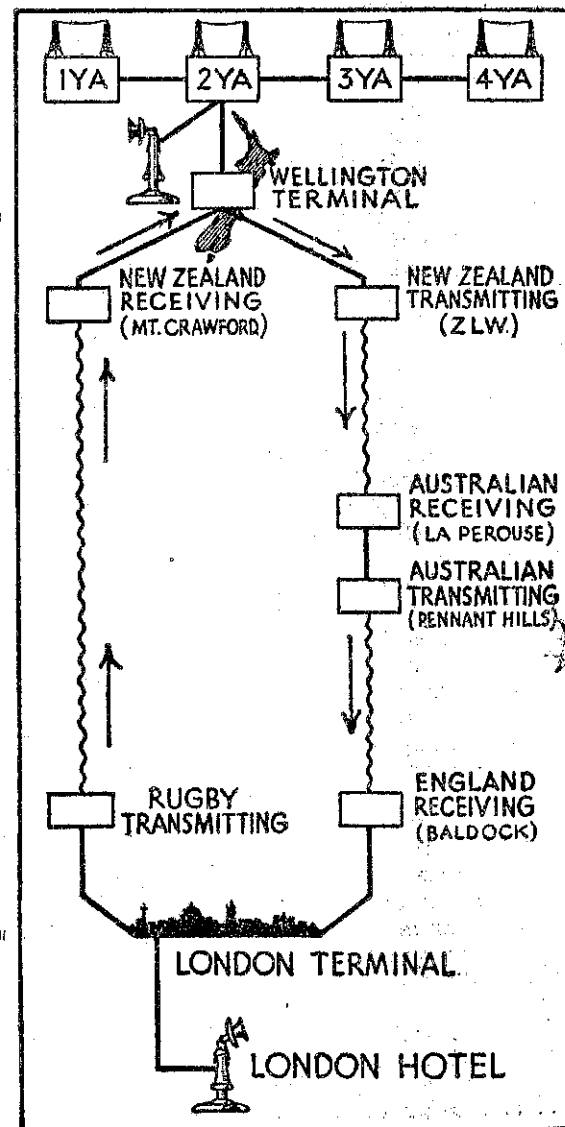 1YA 2YA 3YA 4YA
WELLINGTON
TERMINAL
NEW ZEALAND
RECEIVING
(MT. CRAWFORD)
NEW ZEALAND
TRANSMITTING
(ZLW.)
AUSTRALIAN
RECEIVING
(LA PEROUSE)
AUSTRALIAN
TRANSMITTING
(PENNANT HILLS)
RUGBY
TRANSMITTING
ENGLAND
RECEIVING
(BALDOCK)
LONDON TERMINAL.
LONDON HOTEL